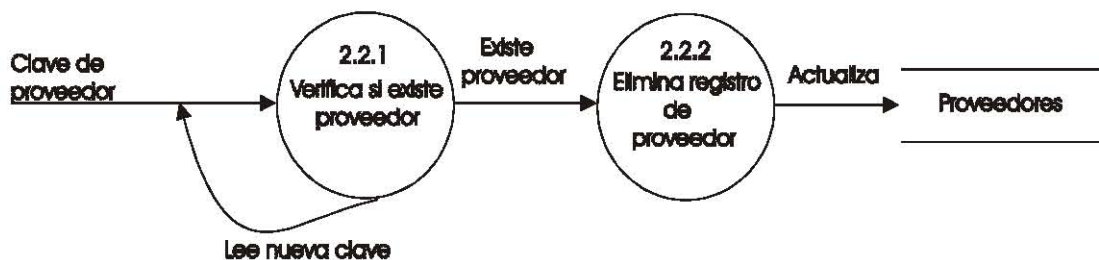 Clave de
proveedor
2.2.1
Verifica si existe
proveedor
Existe
proveedor
2.2.2
Elimina registro
de
proveedor
Actualiza
Proveedores
Lee nueva clave